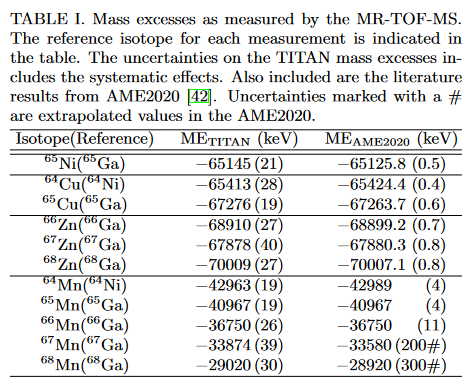 TABLE I. Mass excesses as measured by the MR-TOF-MS.
The reference isotope for each measurement is indicated in
the table. The uncertainties on the TITAN mass excesses in-
cludes the systematic effects. Also included are the literature
results from AME2020 [42]. Uncertainties marked with a #
are extrapolated values in the AME2020.
Isotope(Reference) ME_TITAN (keV) ME_AME2020 (keV)
⁶⁵Ni(⁶⁵Ga) −65145 (21) −65125.8 (0.5)
⁶⁴Cu(⁶⁴Ni) −65413 (28) −65424.4 (0.4)
⁶⁵Cu(⁶⁵Ga) −67276 (19) −67263.7 (0.6)
⁶⁶Zn(⁶⁶Ga) −68910 (27) −68899.2 (0.7)
⁶⁷Zn(⁶⁷Ga) −67878 (40) −67880.3 (0.8)
⁶⁸Zn(⁶⁸Ga) −70009 (27) −70007.1 (0.8)
⁶⁴Mn(⁶⁴Ni) −42963 (19) −42989 (4)
⁶⁵Mn(⁶⁵Ga) −40967 (19) −40967 (4)
⁶⁶Mn(⁶⁶Ga) −36750 (26) −36750 (11)
⁶⁷Mn(⁶⁷Ga) −33874 (39) −33580 (200#)
⁶⁸Mn(⁶⁸Ga) −29020 (30) −28920 (300#)